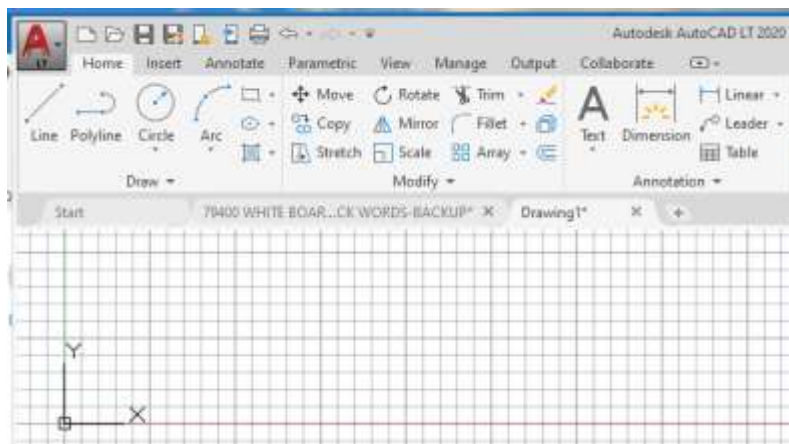 Autodesk AutoCAD LT 2020
A
LT
Home Insert Annotate Parametric View Manage Output Collaborate
Line Polyline Circle Arc
Move Rotate Trim
Copy Mirror Fillet
Stretch Scale Array
Text Dimension
Linear
Leader
Table
Draw Modify Annotation
Start 79400 WHITE BOAR...CK WORDS-BACKUP* Drawing1*
Y
X